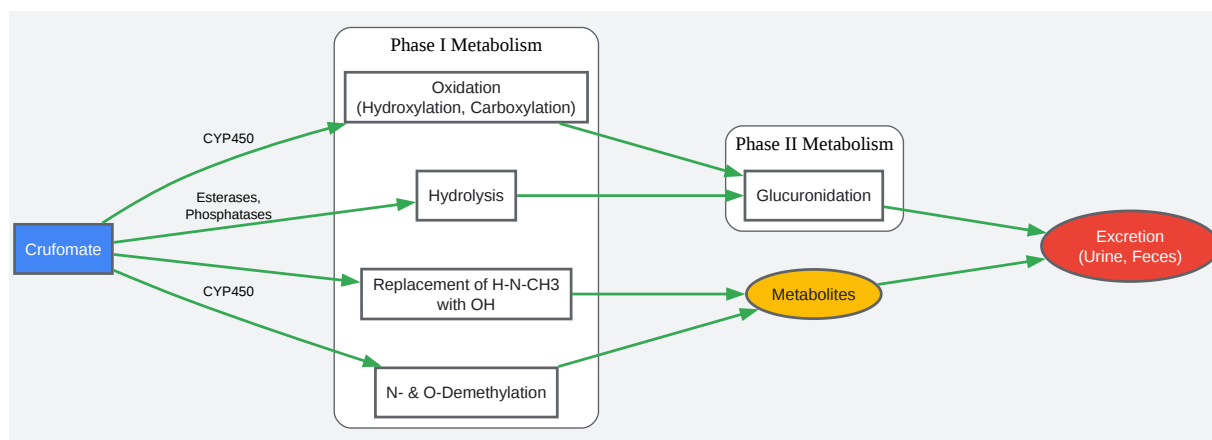 Phase I Metabolism
Oxidation
(Hydroxylation, Carboxylation)
CYP450
Phase II Metabolism
Esterases,
Phosphatases
Hydrolysis
Glucuronidation
Crufomate
Excretion
(Urine, Feces)
CYP450
Replacement of H-N-CH3
with OH
Metabolites
N- & O-Demethylation